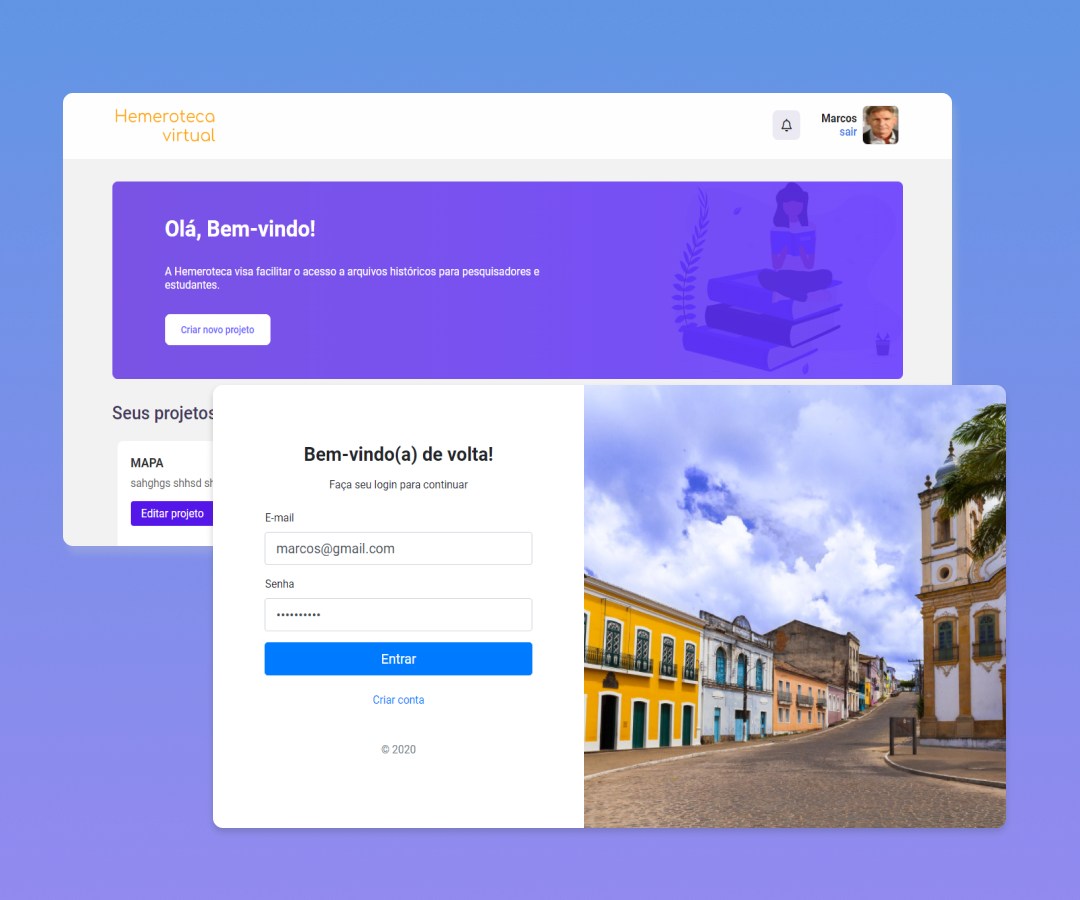 Hemeroteca
virtual
Marcos
sair
Olá, Bem-vindo!
A Hemeroteca visa facilitar o acesso a arquivos históricos para pesquisadores e
estudantes.
Criar novo projeto
Seus projetos
MAPA
sahghgs shhsd sh
Editar projeto
Bem-vindo(a) de volta!
Faça seu login para continuar
E-mail
marcos@gmail.com
Senha
••••••••••
Entrar
Criar conta
© 2020